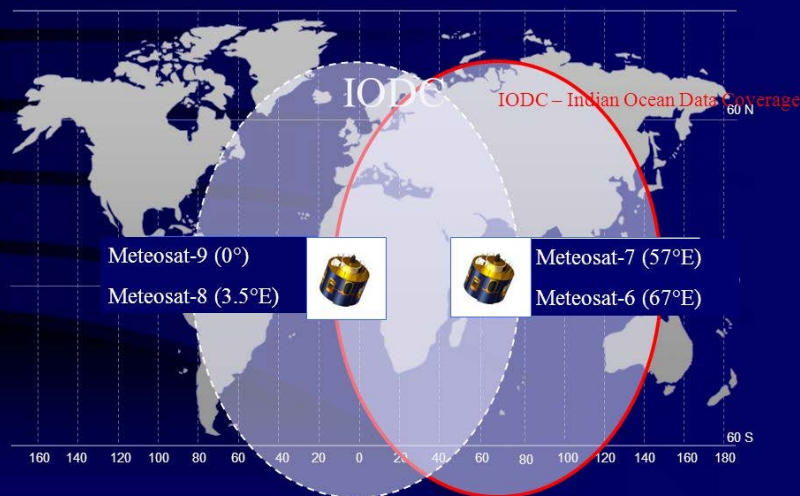 IODC
IODC – Indian Ocean Data Coverage
60 N
Meteosat-9 (0°)
Meteosat-8 (3.5°E)
Meteosat-7 (57°E)
Meteosat-6 (67°E)
60 S
160 140 120 100 80 60 40 20 0 20 40 60 80 100 120 140 160 180